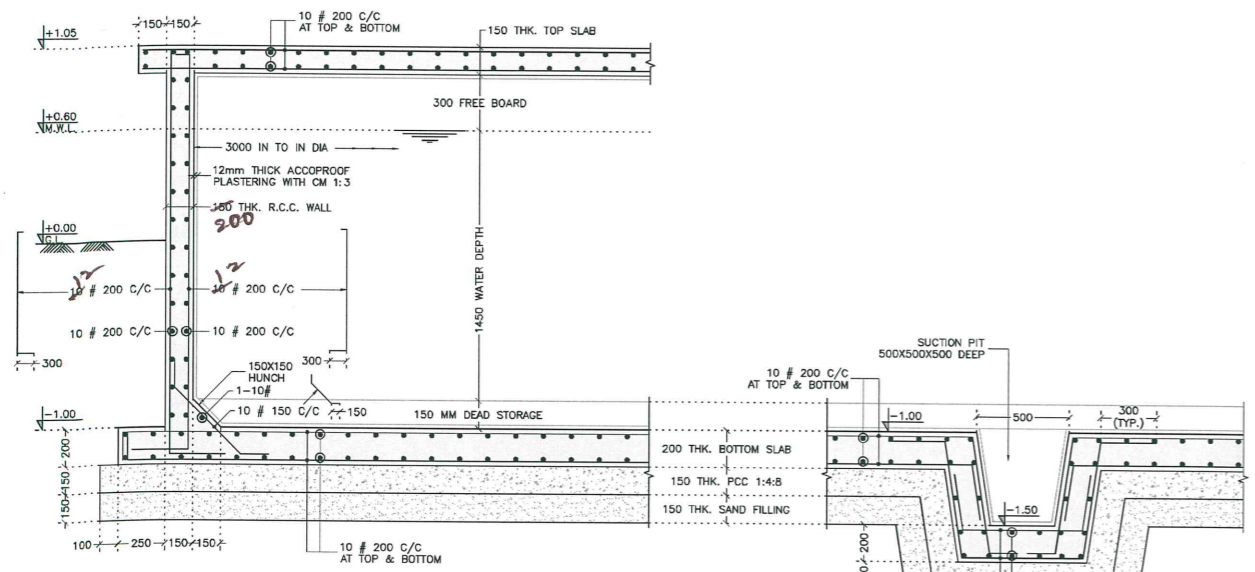 150 150
10 # 200 C/C
AT TOP & BOTTOM
+1.05
150 THK. TOP SLAB
300 FREE BOARD
+0.60
M.W.L
3000 IN TO IN DIA
12mm THICK ACCOPROOF
PLASTERING WITH CM 1:3
150 THK. R.C.C. WALL
200
+0.00
G.L
1450 WATER DEPTH
12 12
10 # 200 C/C 10 # 200 C/C
10 # 200 C/C 10 # 200 C/C
300
150X150
HUNCH
300
1-10#
10 # 150 C/C
150
150 MM DEAD STORAGE
-1.00
200
150
150
200 THK. BOTTOM SLAB
150 THK. PCC 1:4:8
150 THK. SAND FILLING
100 250 150 150
10 # 200 C/C
AT TOP & BOTTOM
SUCTION PIT
500X500X500 DEEP
10 # 200 C/C
AT TOP & BOTTOM
-1.00
500
300
(TYP.)
-1.50
200